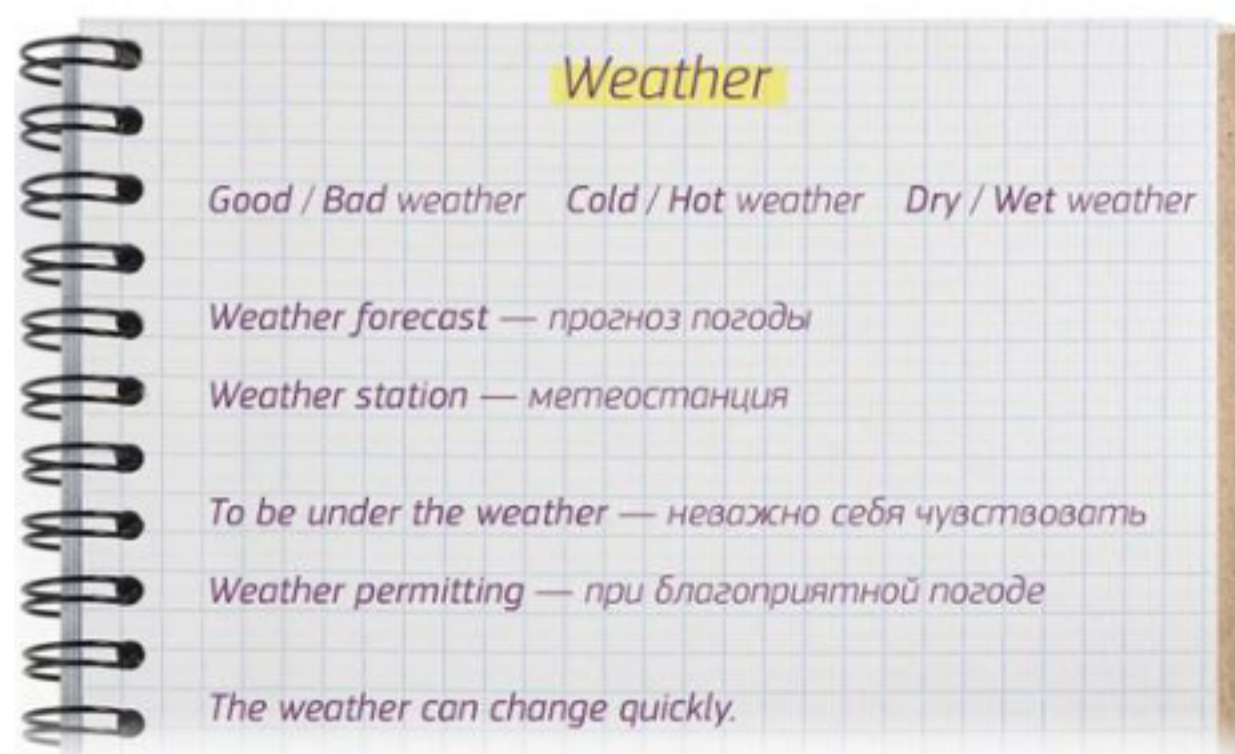 Weather
Good / Bad weather Cold / Hot weather Dry / Wet weather
Weather forecast — прогноз погоды
Weather station — метеостанция
To be under the weather — неважно себя чувствовать
Weather permitting — при благоприятной погоде
The weather can change quickly.